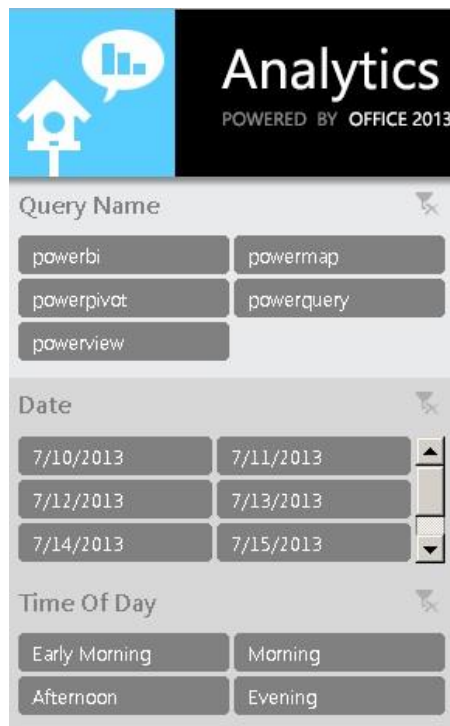 Analytics
POWERED BY OFFICE 2013
Query Name
powerbi powermap
powerpivot powerquery
powerview
Date
7/10/2013 7/11/2013
7/12/2013 7/13/2013
7/14/2013 7/15/2013
Time Of Day
Early Morning Morning
Afternoon Evening